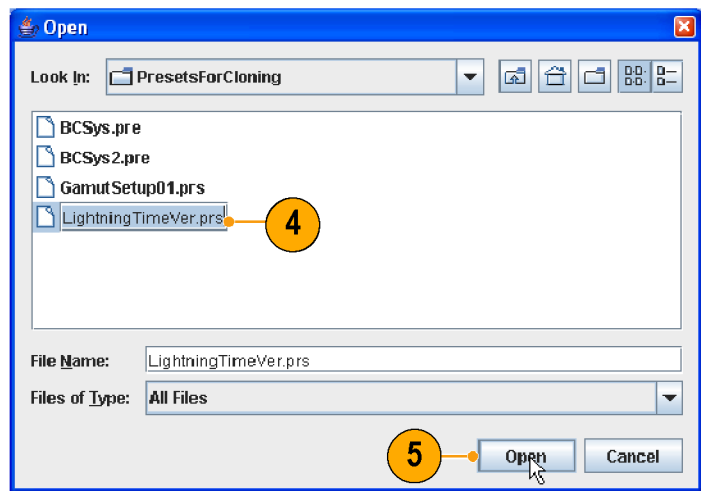 Open
Look In: PresetsForCloning
BCSys.pre
BCSys2.pre
GamutSetup01.prs
LightningTimeVer.prs
4
File Name: LightningTimeVer.prs
Files of Type: All Files
5 Open Cancel